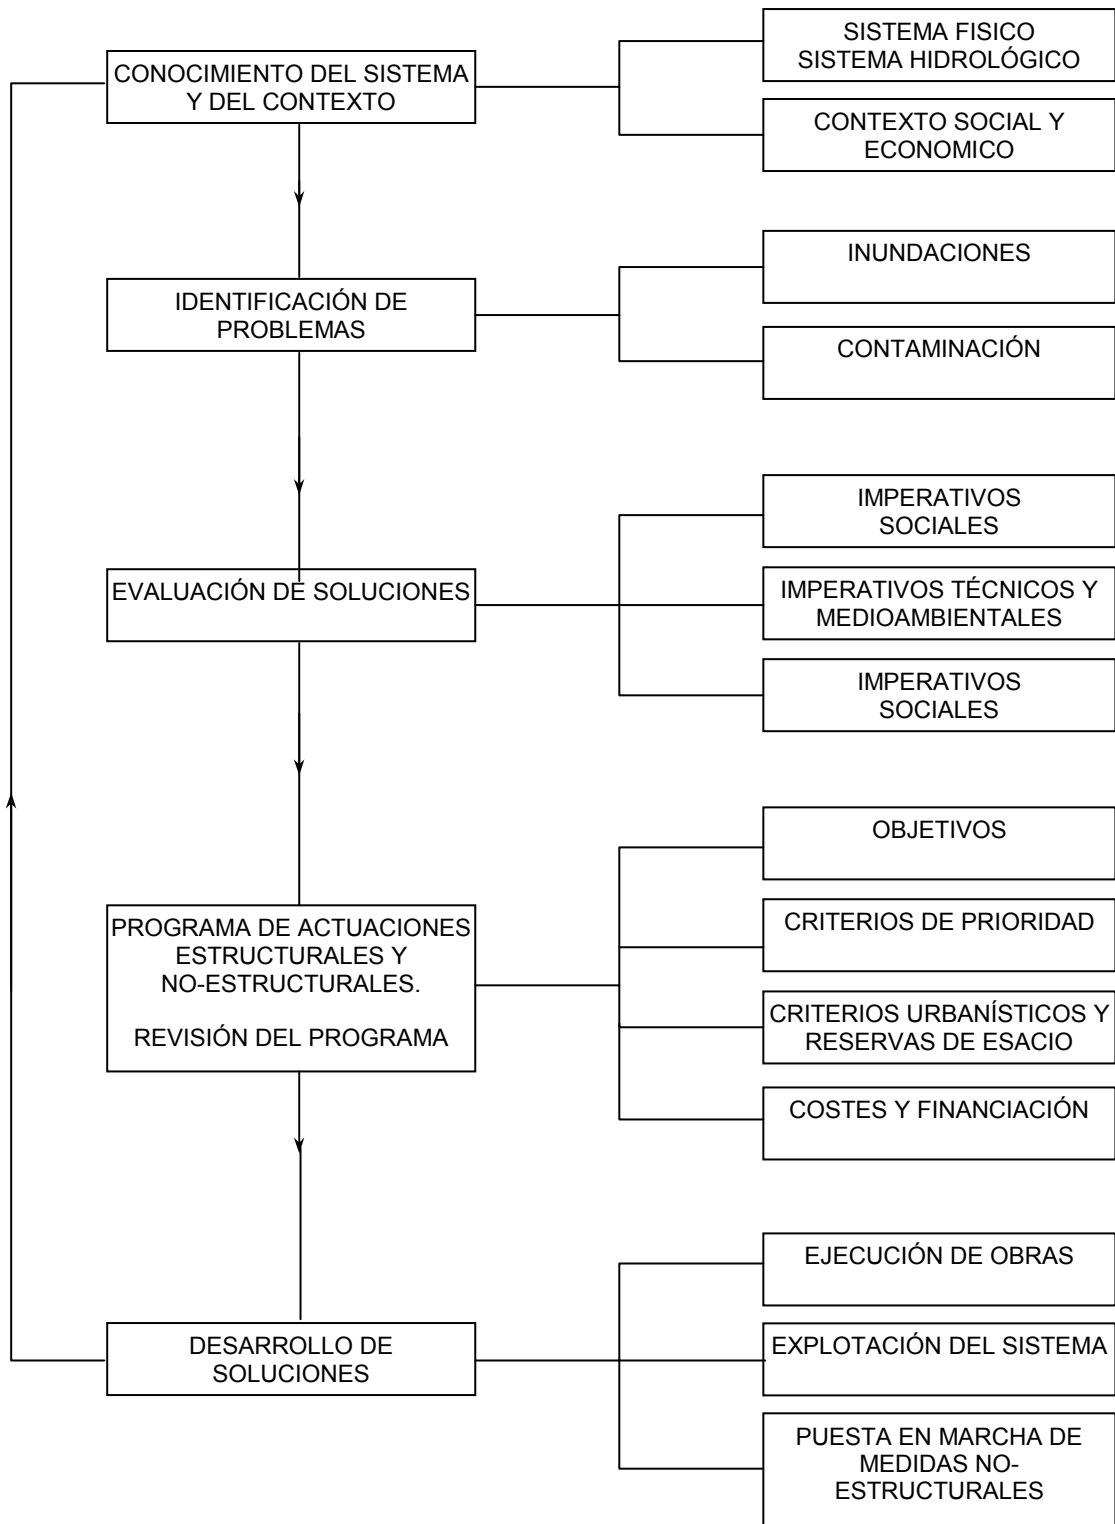 CONOCIMIENTO DEL SISTEMA
Y DEL CONTEXTO
SISTEMA FISICO
SISTEMA HIDROLÓGICO
CONTEXTO SOCIAL Y
ECONOMICO
IDENTIFICACIÓN DE
PROBLEMAS
INUNDACIONES
CONTAMINACIÓN
EVALUACIÓN DE SOLUCIONES
IMPERATIVOS
SOCIALES
IMPERATIVOS TÉCNICOS Y
MEDIOAMBIENTALES
IMPERATIVOS
SOCIALES
PROGRAMA DE ACTUACIONES
ESTRUCTURALES Y
NO-ESTRUCTURALES.
REVISIÓN DEL PROGRAMA
OBJETIVOS
CRITERIOS DE PRIORIDAD
CRITERIOS URBANÍSTICOS Y
RESERVAS DE ESACIO
COSTES Y FINANCIACIÓN
DESARROLLO DE
SOLUCIONES
EJECUCIÓN DE OBRAS
EXPLOTACIÓN DEL SISTEMA
PUESTA EN MARCHA DE
MEDIDAS NO-
ESTRUCTURALES